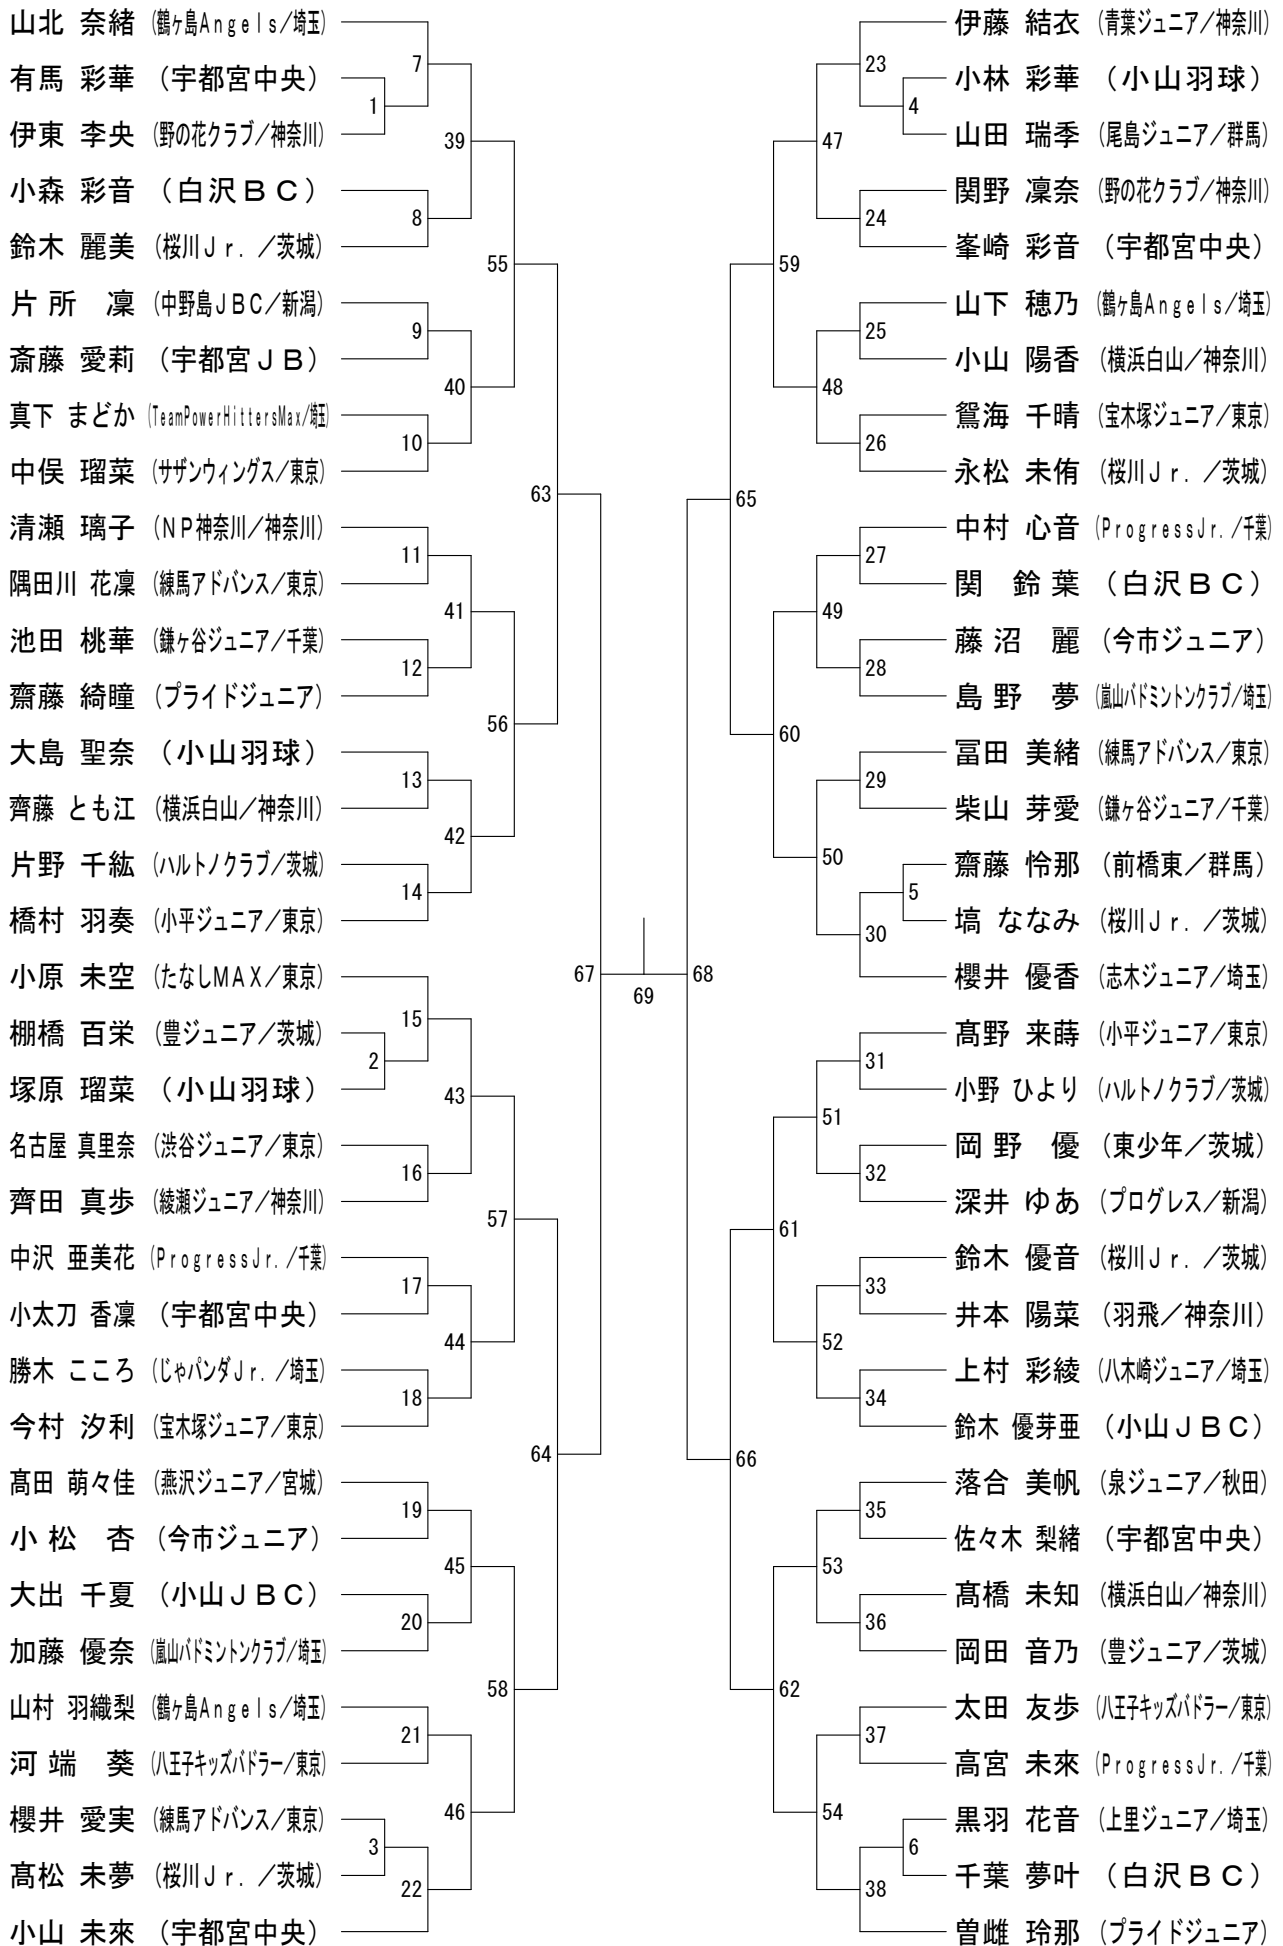 山北 奈緒 (鶴ヶ島Angels/埼玉)
有馬 彩華 (宇都宮中央)
伊東 李央 (野の花クラブ/神奈川)
小森 彩音 (白沢BC)
鈴木 麗美 (桜川Jr./茨城)
片所 凜 (中野島JBC/新潟)
斎藤 愛莉 (宇都宮JB)
真下 まどか (TeamPowerHittersMax/埼玉)
中俣 瑠菜 (サザンウィングス/東京)
清瀬 璃子 (NP神奈川/神奈川)
隅田川 花凜 (練馬アドバンス/東京)
池田 桃華 (鎌ヶ谷ジュニア/千葉)
齋藤 綺瞳 (プライドジュニア)
大島 聖奈 (小山羽球)
齊藤 とも江 (横浜白山/神奈川)
片野 千紘 (ハルトノクラブ/茨城)
橋村 羽奏 (小平ジュニア/東京)
小原 未空 (たなしMAX/東京)
棚橋 百栄 (豊ジュニア/茨城)
塚原 瑠菜 (小山羽球)
名古屋 真里奈 (渋谷ジュニア/東京)
齊田 真歩 (綾瀬ジュニア/神奈川)
中沢 亜美花 (ProgressJr./千葉)
小太刀 香凜 (宇都宮中央)
勝木 こころ (じゃパンダJr./埼玉)
今村 汐利 (宝木塚ジュニア/東京)
髙田 萌々佳 (燕沢ジュニア/宮城)
小松 杏 (今市ジュニア)
大出 千夏 (小山JBC)
加藤 優奈 (嵐山バドミントンクラブ/埼玉)
山村 羽織梨 (鶴ヶ島Angels/埼玉)
河端 葵 (八王子キッズバドラー/東京)
櫻井 愛実 (練馬アドバンス/東京)
髙松 未夢 (桜川Jr./茨城)
小山 未來 (宇都宮中央)
1
2
3
7
8
9
10
11
12
13
14
15
16
17
18
19
20
21
22
39
40
41
42
43
44
45
46
55
56
57
58
63
64
67
69
68
65
66
59
60
61
62
47
48
49
50
51
52
53
54
23
24
25
26
27
28
29
30
31
32
33
34
35
36
37
38
4
5
6
伊藤 結衣 (青葉ジュニア/神奈川)
小林 彩華 (小山羽球)
山田 瑞季 (尾島ジュニア/群馬)
関野 凜奈 (野の花クラブ/神奈川)
峯崎 彩音 (宇都宮中央)
山下 穂乃 (鶴ヶ島Angels/埼玉)
小山 陽香 (横浜白山/神奈川)
鴛海 千晴 (宝木塚ジュニア/東京)
永松 未侑 (桜川Jr./茨城)
中村 心音 (ProgressJr./千葉)
関 鈴葉 (白沢BC)
藤沼 麗 (今市ジュニア)
島野 夢 (嵐山バドミントンクラブ/埼玉)
冨田 美緒 (練馬アドバンス/東京)
柴山 芽愛 (鎌ヶ谷ジュニア/千葉)
齋藤 怜那 (前橋東/群馬)
塙 ななみ (桜川Jr./茨城)
櫻井 優香 (志木ジュニア/埼玉)
髙野 来蒔 (小平ジュニア/東京)
小野 ひより (ハルトノクラブ/茨城)
岡野 優 (東少年/茨城)
深井 ゆあ (プログレス/新潟)
鈴木 優音 (桜川Jr./茨城)
井本 陽菜 (羽飛/神奈川)
上村 彩綾 (八木崎ジュニア/埼玉)
鈴木 優芽亜 (小山JBC)
落合 美帆 (泉ジュニア/秋田)
佐々木 梨緒 (宇都宮中央)
髙橋 未知 (横浜白山/神奈川)
岡田 音乃 (豊ジュニア/茨城)
太田 友歩 (八王子キッズバドラー/東京)
高宮 未來 (ProgressJr./千葉)
黒羽 花音 (上里ジュニア/埼玉)
千葉 夢叶 (白沢BC)
曽雌 玲那 (プライドジュニア)